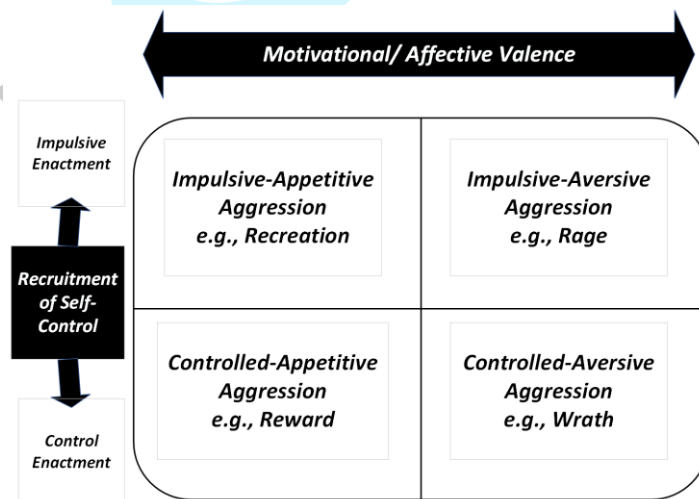 Motivational/ Affective Valence
Impulsive
Enactment
Impulsive-Appetitive
Aggression
e.g., Recreation
Impulsive-Aversive
Aggression
e.g., Rage
Recruitment
of Self-
Control
Controlled-Appetitive
Aggression
e.g., Reward
Controlled-Aversive
Aggression
e.g., Wrath
Control
Enactment